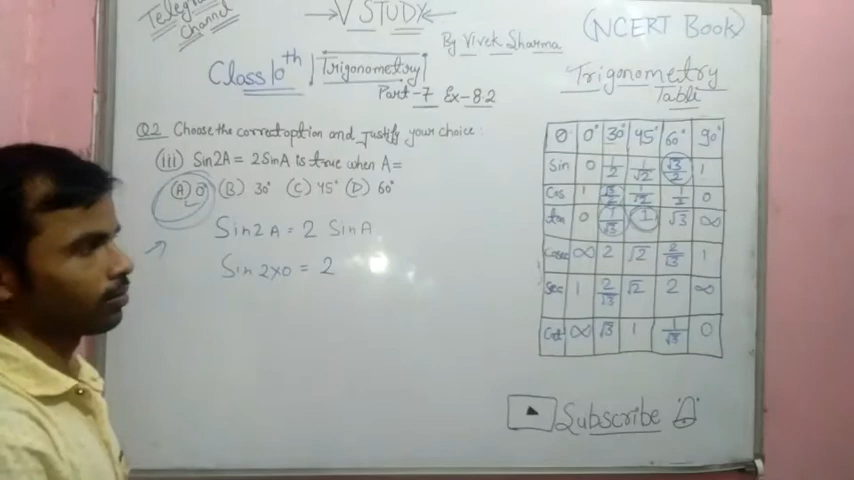 Telegram Channel
V STUDY
(NCERT Book)
By Vivek Sharma
Class 10th Trigonometry
Part-7 Ex-8.2
Trigonometry
Table
Q2 Choose the correct option and Justify your choice:
(iii) Sin2A = 2SinA is true when A=
(A) 0° (B) 30° (C) 45° (D) 60°
Sin2A = 2 SinA
Sin 2×0 = 2
θ 0° 30° 45° 60° 90°
Sin 0 1/2 1/√2 √3/2 1
Cos 1 √3/2 1/√2 1/2 0
tan 0 1/√3 1 √3 ∞
Cosec ∞ 2 √2 2/√3 1
Sec 1 2/√3 √2 2 ∞
Cot ∞ √3 1 1/√3 0
Subscribe